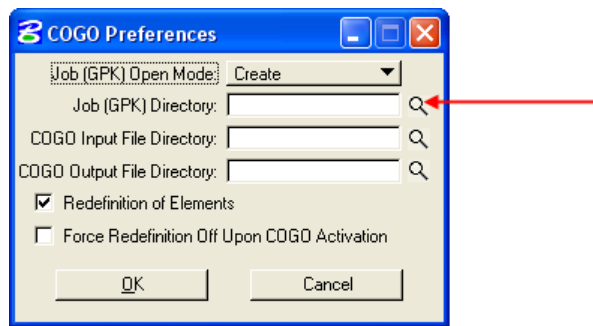 COGO Preferences
Job (GPK) Open Mode: Create
Job (GPK) Directory:
COGO Input File Directory:
COGO Output File Directory:
Redefinition of Elements
Force Redefinition Off Upon COGO Activation
OK Cancel